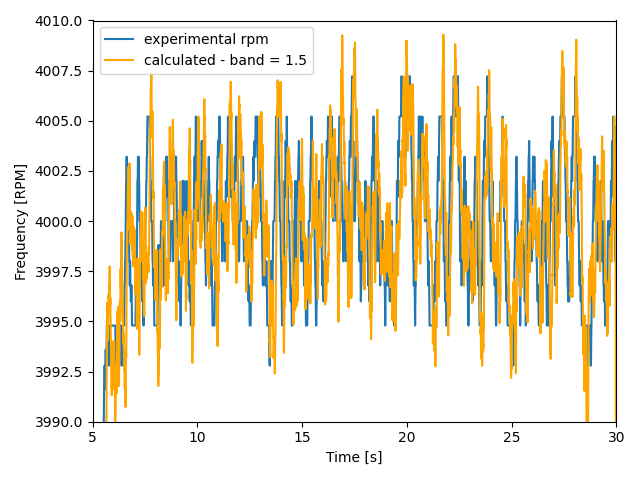 experimental rpm
calculated - band = 1.5
4010.0
4007.5
4005.0
4002.5
4000.0
3997.5
3995.0
3992.5
3990.0
Frequency [RPM]
5 10 15 20 25 30
Time [s]